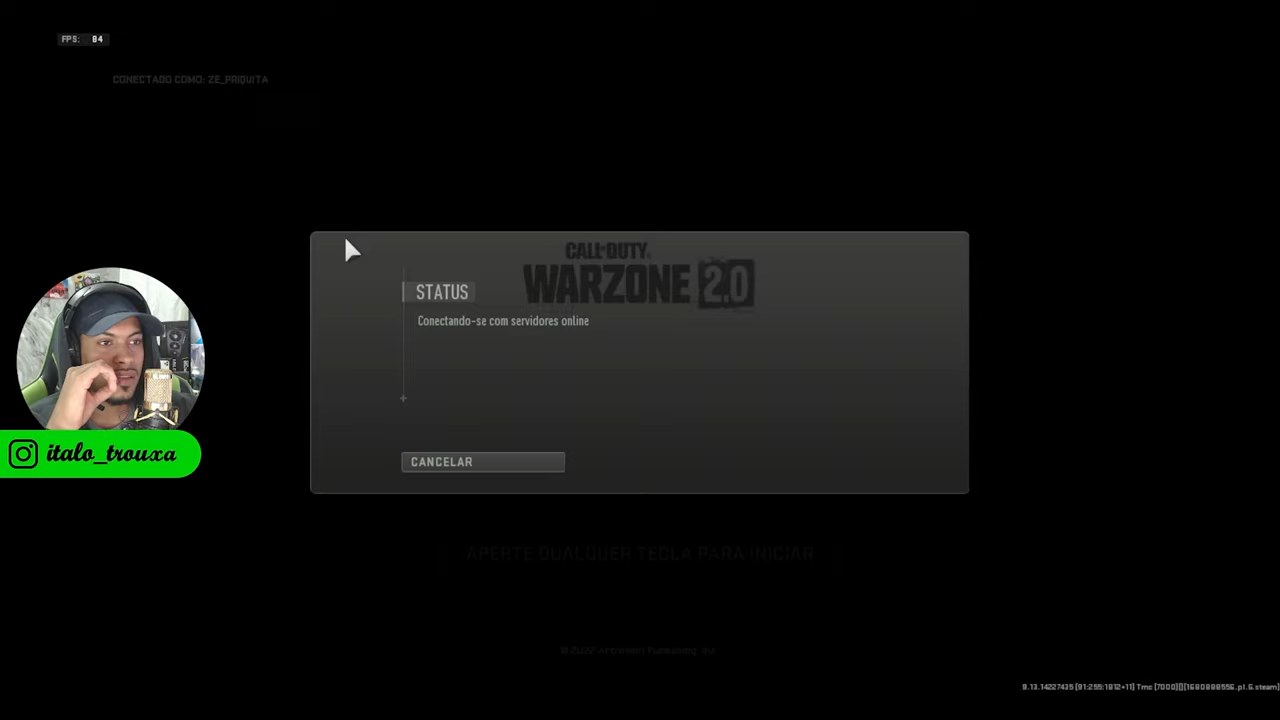 FPS: 84
CONECTADO COMO: ZE_PRIQUITA
CALL OF DUTY
WARZONE 2.0
STATUS
Conectando-se com servidores online
italo_trouxa
CANCELAR
APERTE QUALQUER TECLA PARA INICIAR